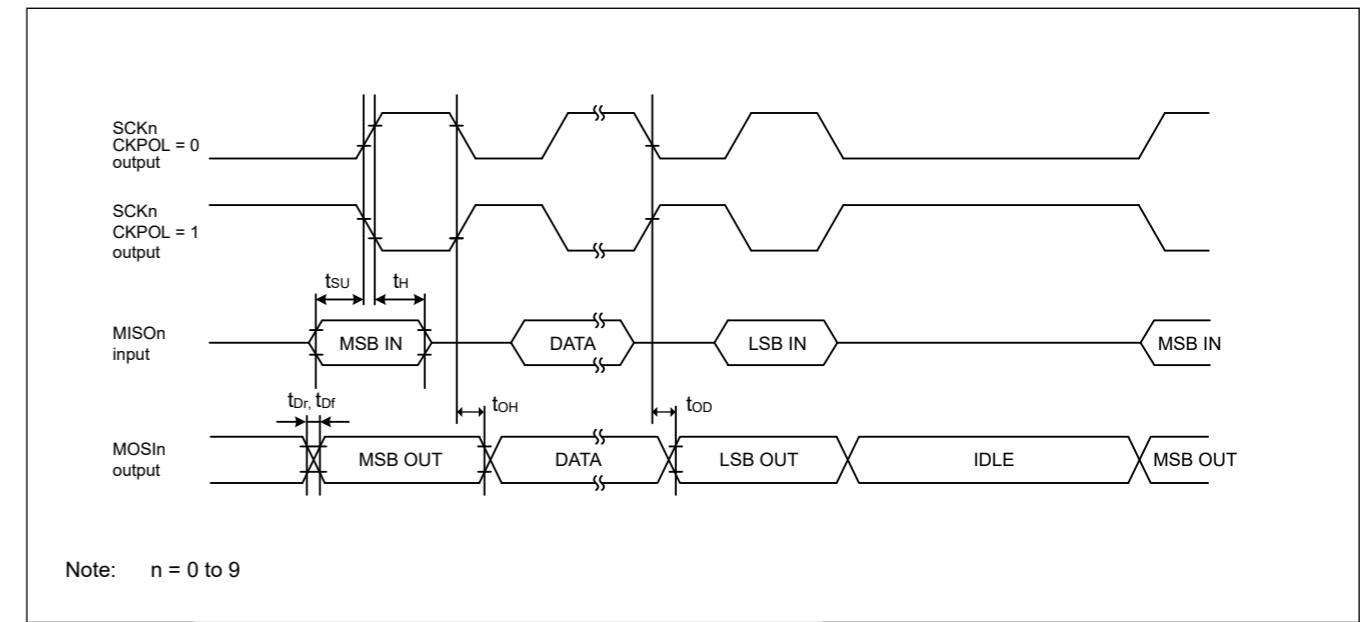 SCKn
CKPOL = 0
output
SCKn
CKPOL = 1
output
tSU
tH
MISOn
input
MSB IN
DATA
LSB IN
MSB IN
tDr, tDf
tOH
tOD
MOSIn
output
MSB OUT
DATA
LSB OUT
IDLE
MSB OUT
Note: n = 0 to 9